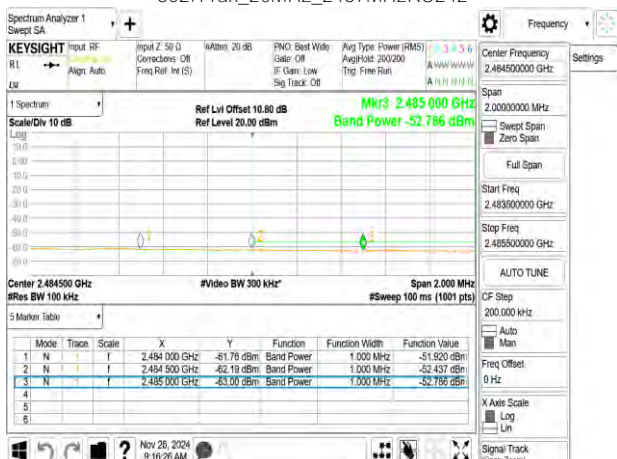 Spectrum Analyzer 1
Swept SA
+
Frequency
KEYSIGHT
Input: RF
Align: Auto
Input Z: 50 Ω
Corrections: Off
Freq Ref: Int (S)
#Atten: 20 dB
PNO: Best Wide
Gate: Off
IF Gain: Low
Sig Track: Off
Avg Type: Power (RMS)
Avg|Hold: 200/200
Trig: Free Run
A W W W W W
A N N N N N
Center Frequency
2.484500000 GHz
Settings
1 Spectrum
Scale/Div 10 dB
Ref Lvl Offset 10.80 dB
Ref Level 20.00 dBm
Mkr3 2.485 000 GHz
Band Power -52.786 dBm
Log
Span
2.00000000 MHz
Swept Span
Zero Span
Full Span
Start Freq
2.483500000 GHz
Stop Freq
2.485500000 GHz
AUTO TUNE
CF Step
200.000 kHz
Auto
Man
Freq Offset
0 Hz
X Axis Scale
Log
Lin
Signal Track
Center 2.484500 GHz
#Video BW 300 kHz*
Span 2.000 MHz
#Res BW 100 kHz
#Sweep 100 ms (1001 pts)
5 Marker Table
Mode Trace Scale X Y Function Function Width Function Value
1 N 1 f 2.484 000 GHz -61.76 dBm Band Power 1.000 MHz -51.920 dBm
2 N 1 f 2.484 500 GHz -62.19 dBm Band Power 1.000 MHz -52.437 dBm
3 N 1 f 2.485 000 GHz -63.00 dBm Band Power 1.000 MHz -52.786 dBm
4
5
6
Nov 26, 2024
9:16:26 AM